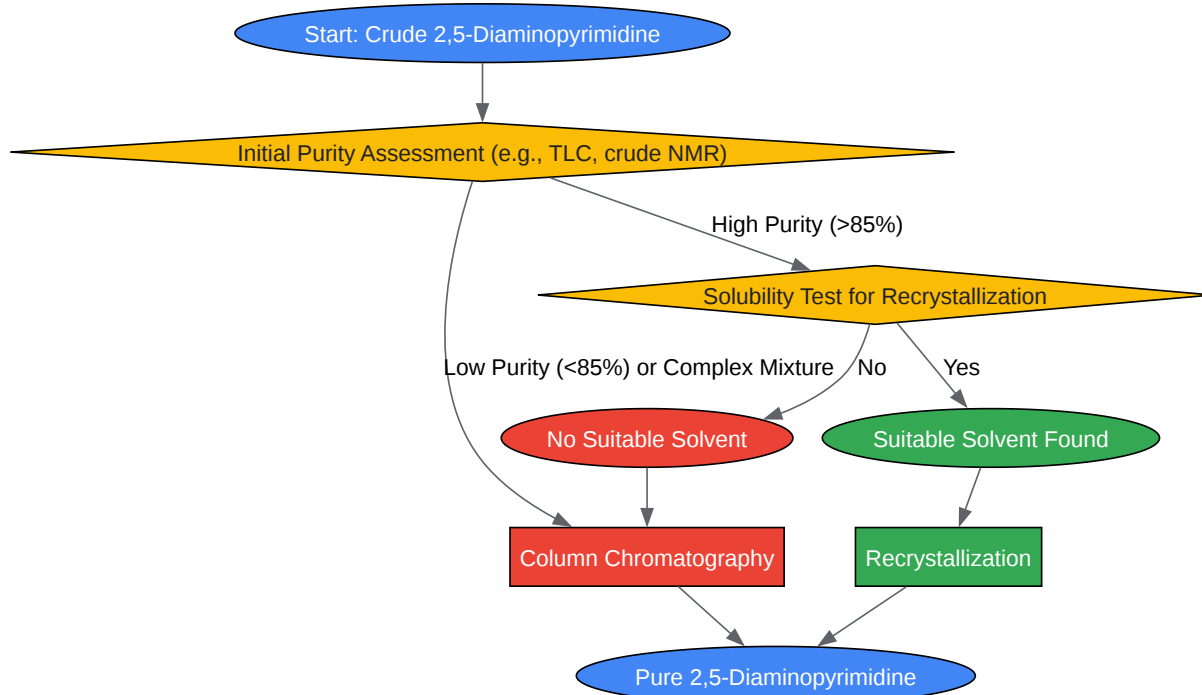 Start: Crude 2,5-Diaminopyrimidine
Initial Purity Assessment (e.g., TLC, crude NMR)
High Purity (>85%)
Solubility Test for Recrystallization
Low Purity (<85%) or Complex Mixture
No
Yes
No Suitable Solvent
Suitable Solvent Found
Column Chromatography
Recrystallization
Pure 2,5-Diaminopyrimidine